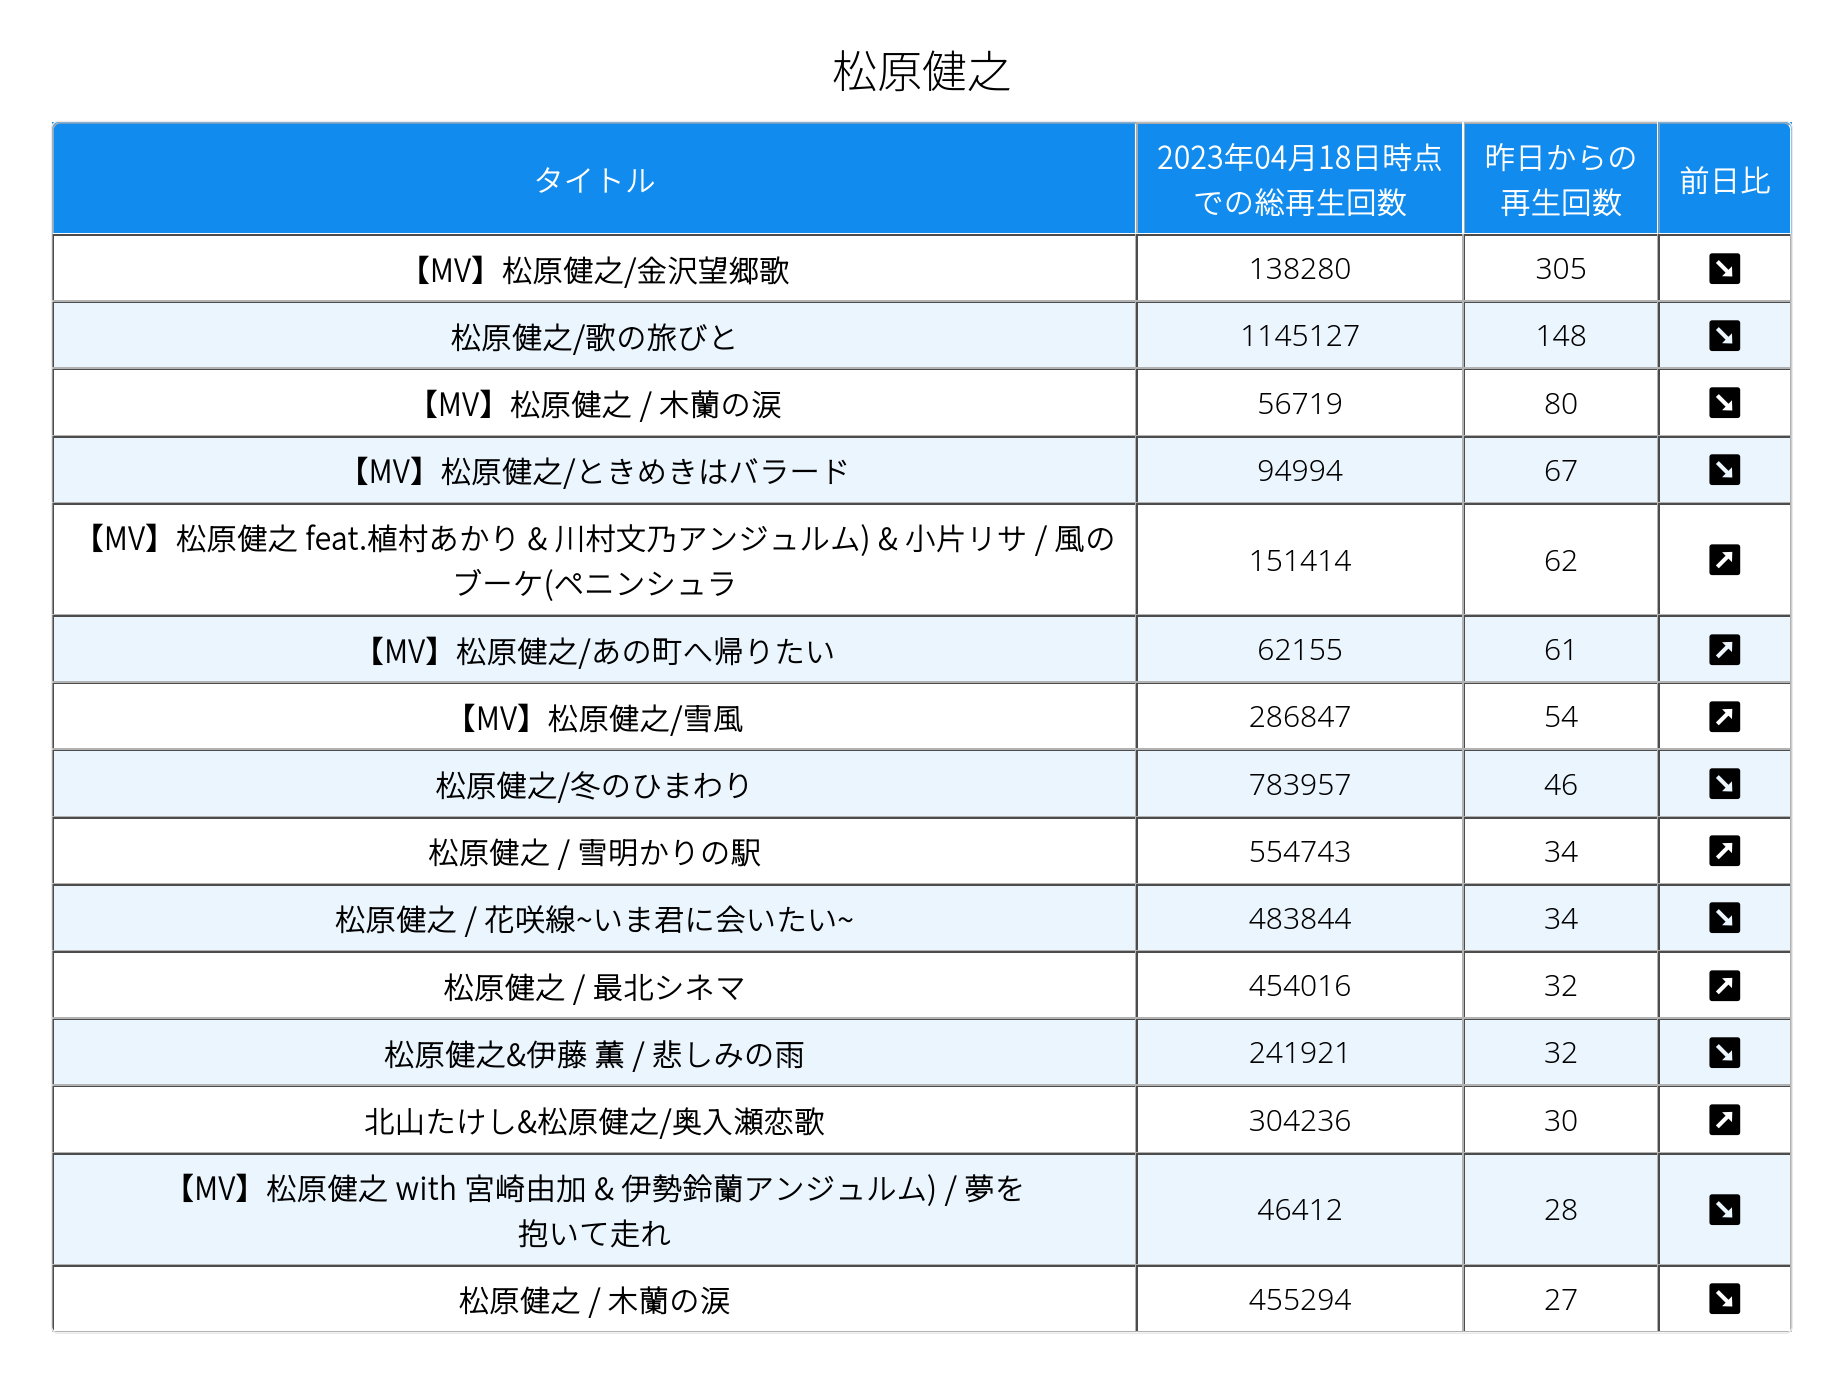 松原健之
タイトル
2023年04月18日時点
での総再生回数
昨日からの
再生回数
前日比
【MV】松原健之/金沢望郷歌 138280 305
松原健之/歌の旅びと 1145127 148
【MV】松原健之 / 木蘭の涙 56719 80
【MV】松原健之/ときめきはバラード 94994 67
【MV】松原健之 feat.植村あかり & 川村文乃アンジュルム) & 小片リサ / 風の
ブーケ(ペニンシュラ 151414 62
【MV】松原健之/あの町へ帰りたい 62155 61
【MV】松原健之/雪風 286847 54
松原健之/冬のひまわり 783957 46
松原健之 / 雪明かりの駅 554743 34
松原健之 / 花咲線~いま君に会いたい~ 483844 34
松原健之 / 最北シネマ 454016 32
松原健之&伊藤 薫 / 悲しみの雨 241921 32
北山たけし&松原健之/奥入瀬恋歌 304236 30
【MV】松原健之 with 宮崎由加 & 伊勢鈴蘭アンジュルム) / 夢を
抱いて走れ 46412 28
松原健之 / 木蘭の涙 455294 27